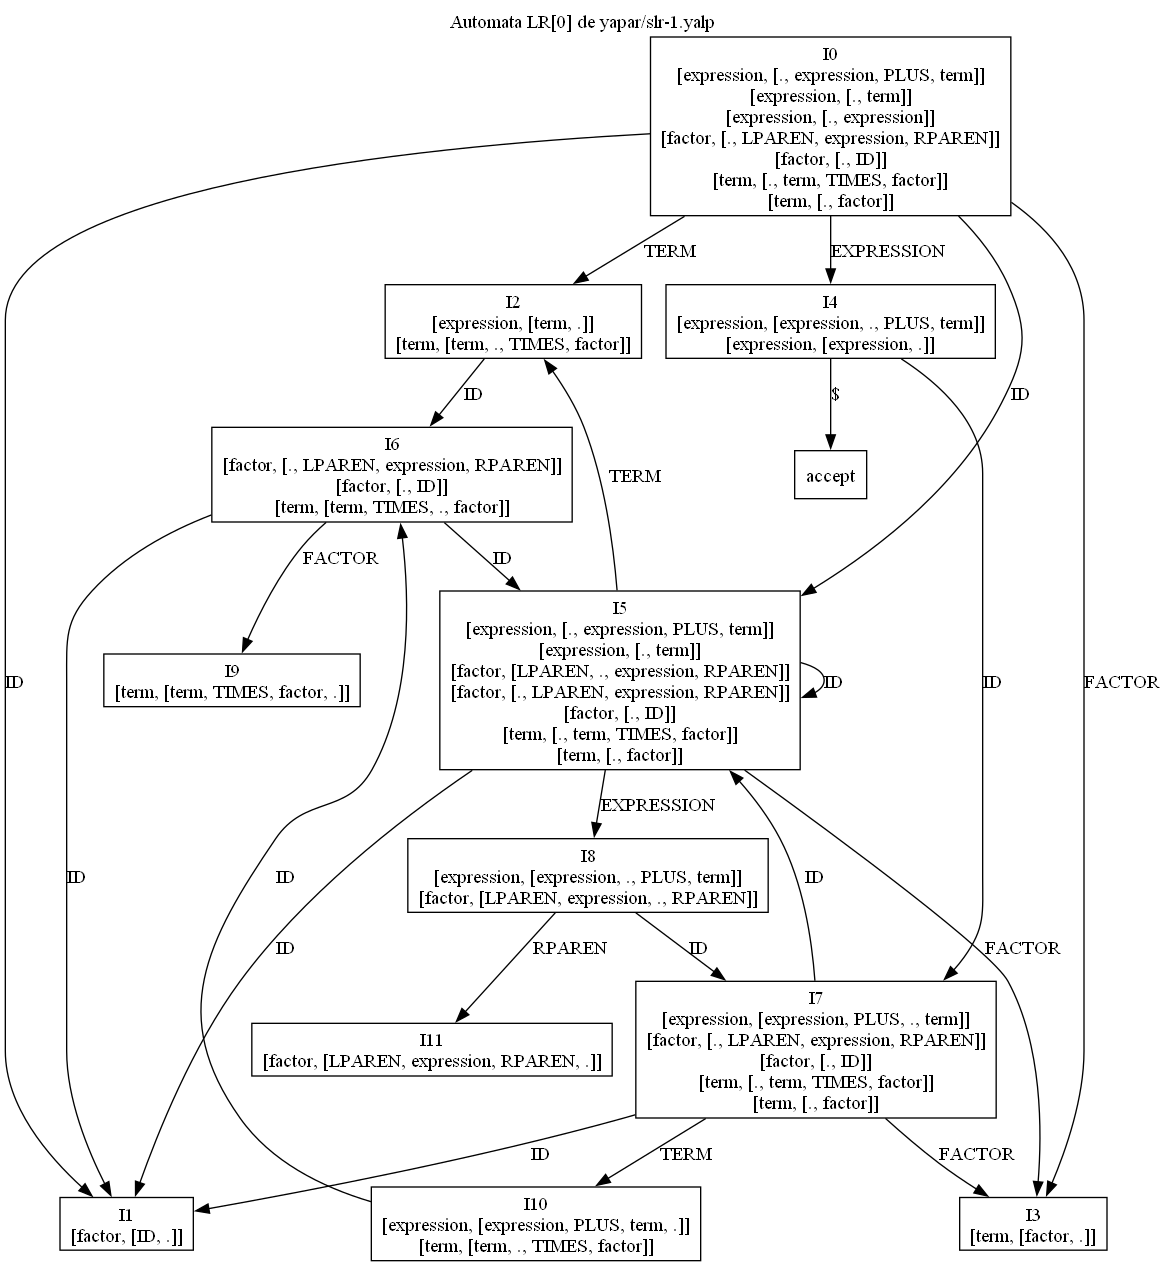 Automata LR[0] de yapar/slr-1.yalp
I0
[expression, [., expression, PLUS, term]]
[expression, [., term]]
[expression, [., expression]]
[factor, [., LPAREN, expression, RPAREN]]
[factor, [., ID]]
[term, [., term, TIMES, factor]]
[term, [., factor]]
TERM
EXPRESSION
I2
[expression, [term, .]]
[term, [term, ., TIMES, factor]]
I4
[expression, [expression, ., PLUS, term]]
[expression, [expression, .]]
ID
$
ID
I6
[factor, [., LPAREN, expression, RPAREN]]
[factor, [., ID]]
[term, [term, TIMES, ., factor]]
TERM
accept
FACTOR
ID
I5
[expression, [., expression, PLUS, term]]
[expression, [., term]]
[factor, [LPAREN, ., expression, RPAREN]]
[factor, [., LPAREN, expression, RPAREN]]
[factor, [., ID]]
[term, [., term, TIMES, factor]]
[term, [., factor]]
ID
I9
[term, [term, TIMES, factor, .]]
ID
ID
FACTOR
EXPRESSION
ID
ID
ID
I8
[expression, [expression, ., PLUS, term]]
[factor, [LPAREN, expression, ., RPAREN]]
ID
RPAREN
ID
FACTOR
I7
[expression, [expression, PLUS, ., term]]
[factor, [., LPAREN, expression, RPAREN]]
[factor, [., ID]]
[term, [., term, TIMES, factor]]
[term, [., factor]]
I11
[factor, [LPAREN, expression, RPAREN, .]]
ID
TERM
FACTOR
I1
[factor, [ID, .]]
I10
[expression, [expression, PLUS, term, .]]
[term, [term, ., TIMES, factor]]
I3
[term, [factor, .]]